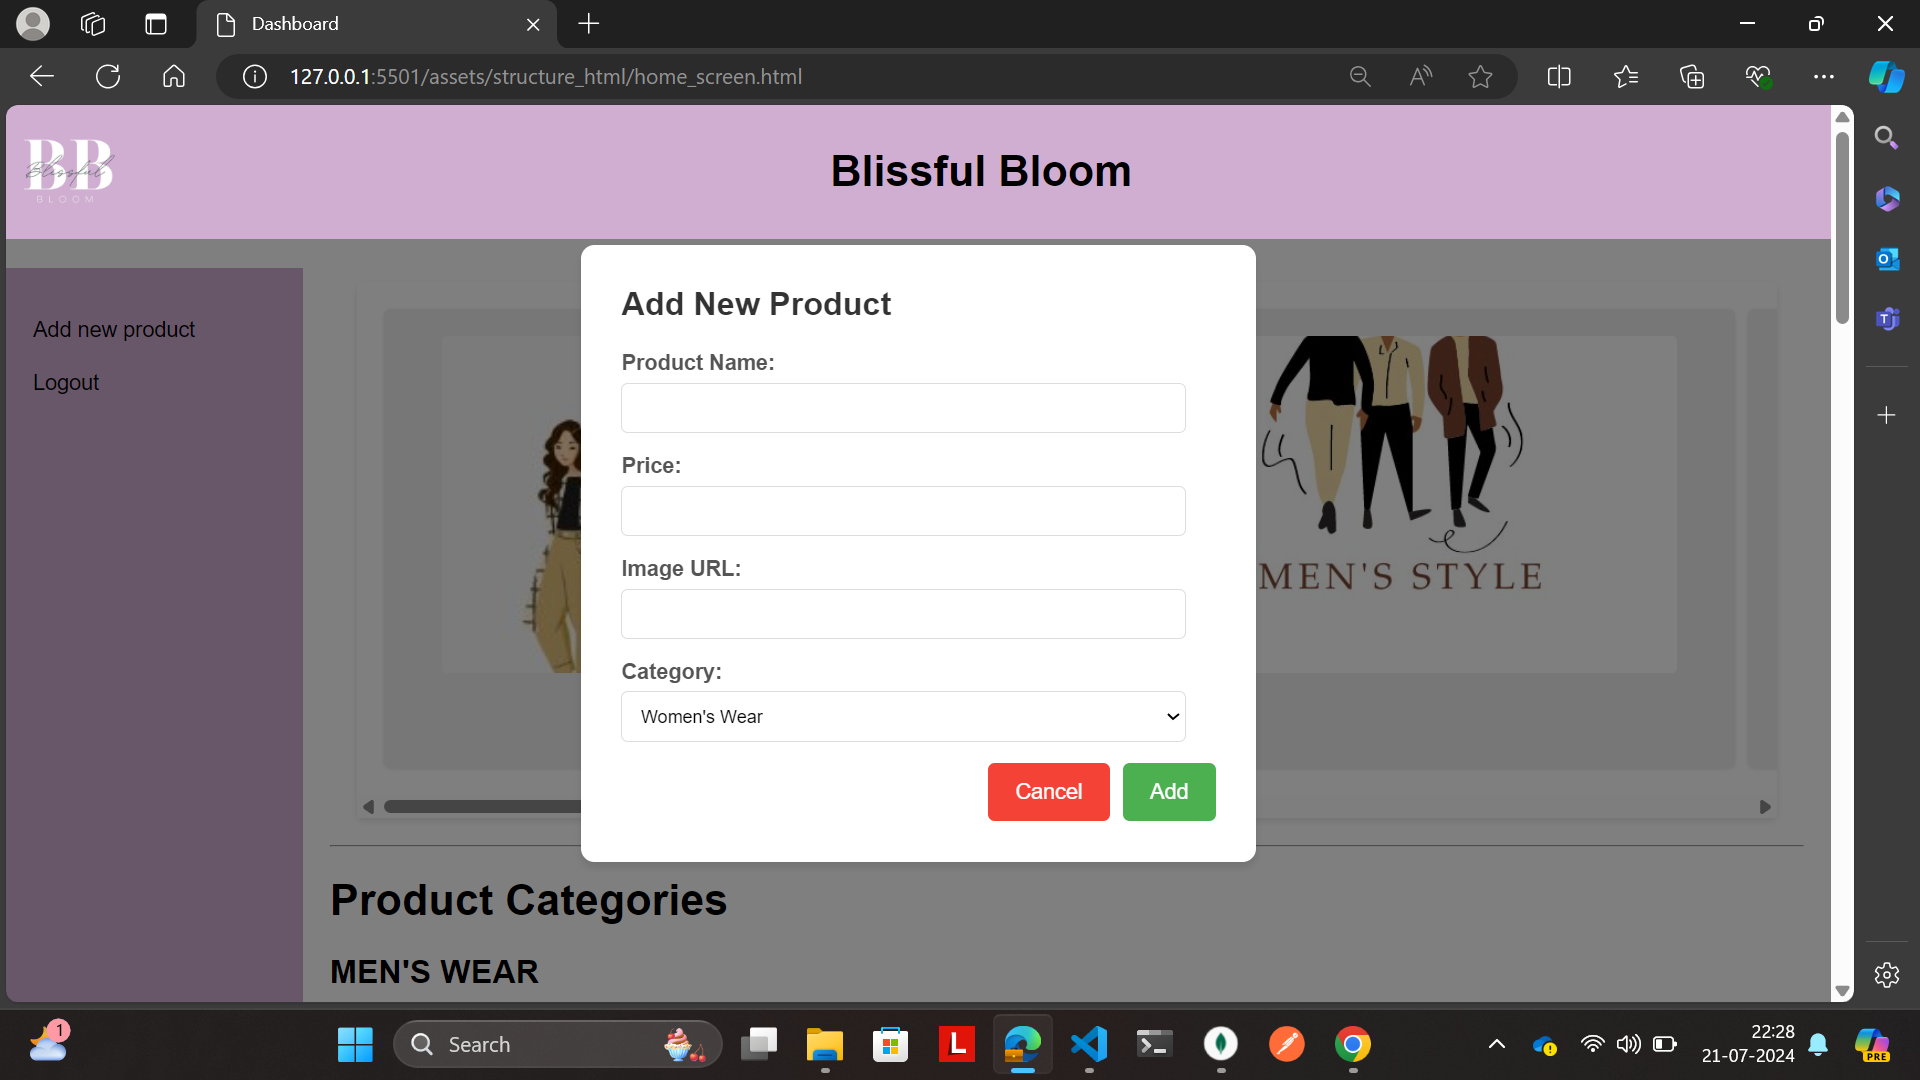 Dashboard
127.0.0.1:5501/assets/structure_html/home_screen.html
BB
Blissful
BLOOM
Blissful Bloom
Add new product
Logout
Add New Product
Product Name:
Price:
Image URL:
Category:
Women's Wear
Cancel
Add
MEN'S STYLE
Product Categories
MEN'S WEAR
1
Search
L
22:28
21-07-2024
PRE